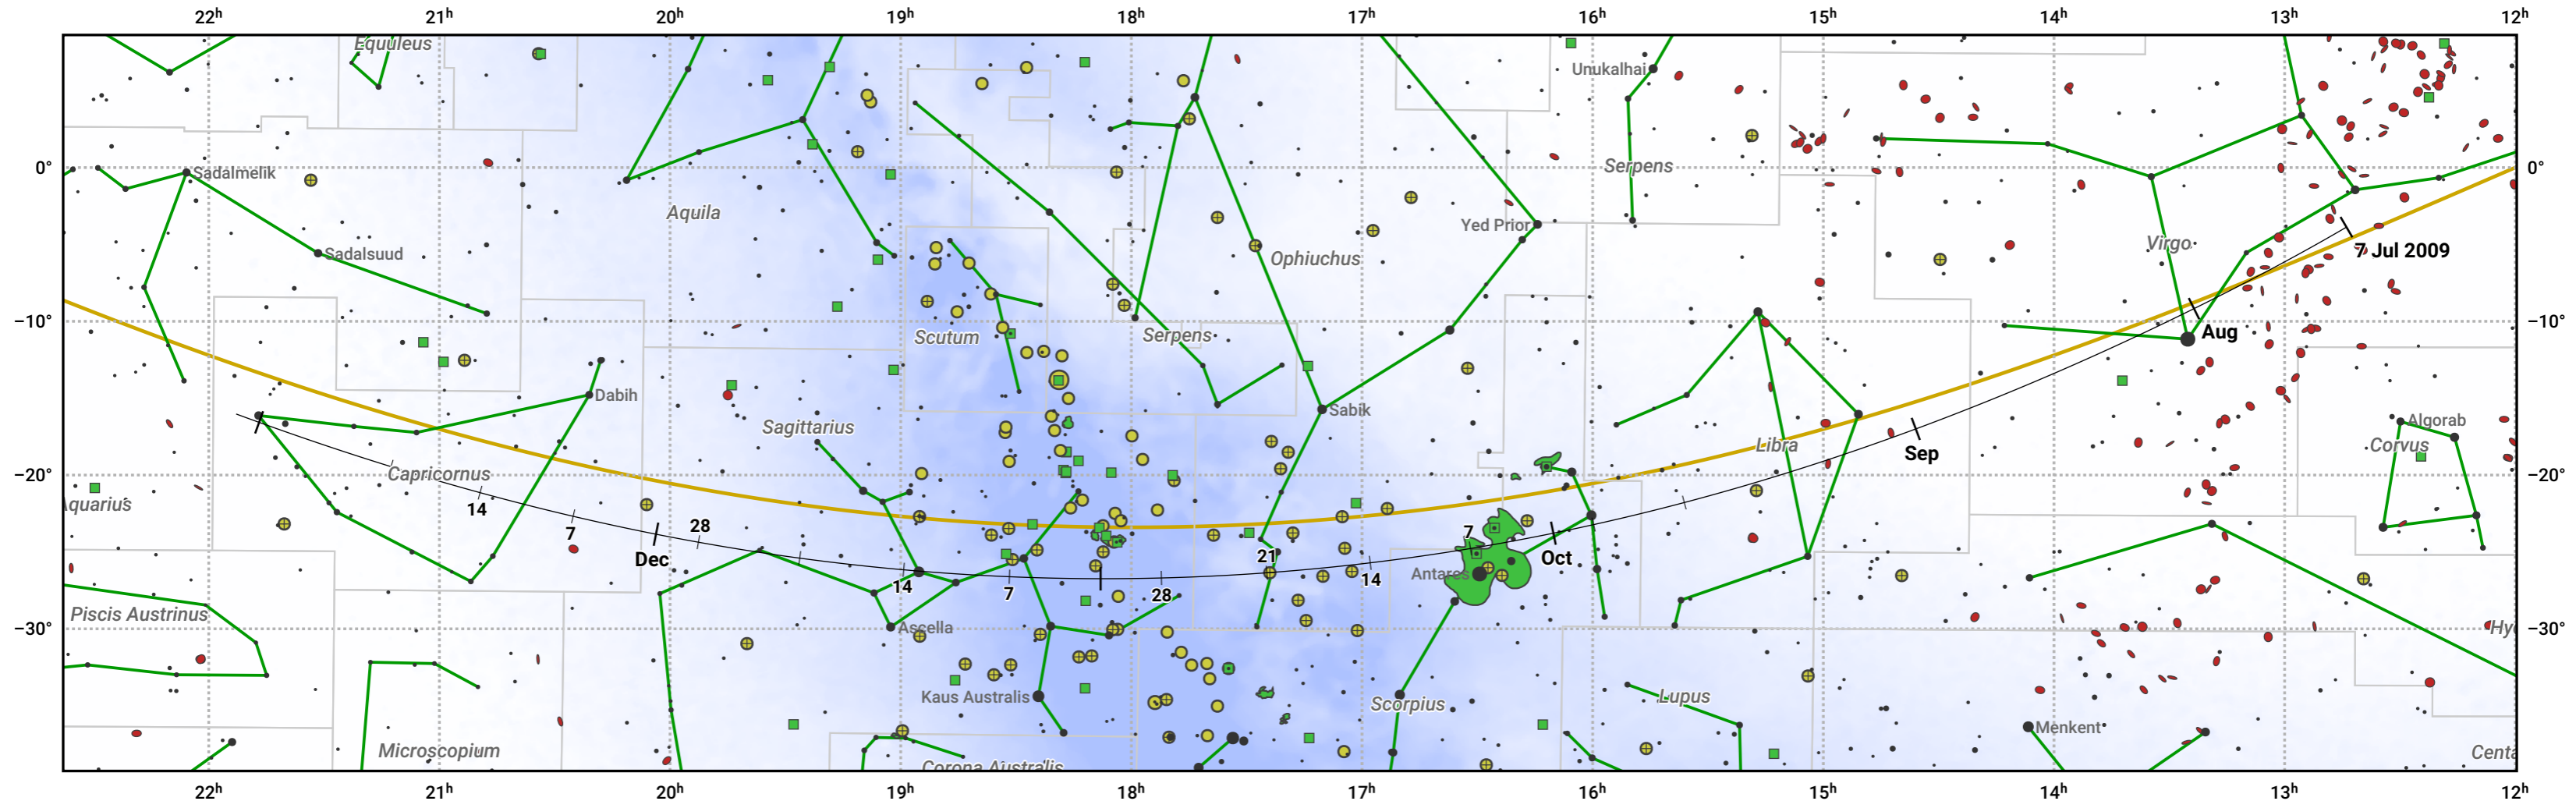 22h 21h 20h 19h 18h 17h 16h 15h 14h 13h 12h
Equuleus
Unukalhai
0°
0°
Sadalmelik
Serpens
Aquila
Yed Prior
Virgo
7 Jul 2009
Sadalsuud
Ophiuchus
−10°
−10°
Scutum
Serpens
Aug
Dabih
Sabik
Algorab
Sagittarius
Libra
Corvus
Sep
−20°
−20°
Capricornus
Aquarius
14
7
28
Dec
21
7
Oct
14
7
28
14
Antares
Piscis Austrinus
Ascella
−30°
−30°
Hy
Kaus Australis
Scorpius
Lupus
Menkent
Microscopium
Corona Australis
Centa
22h 21h 20h 19h 18h 17h 16h 15h 14h 13h 12h